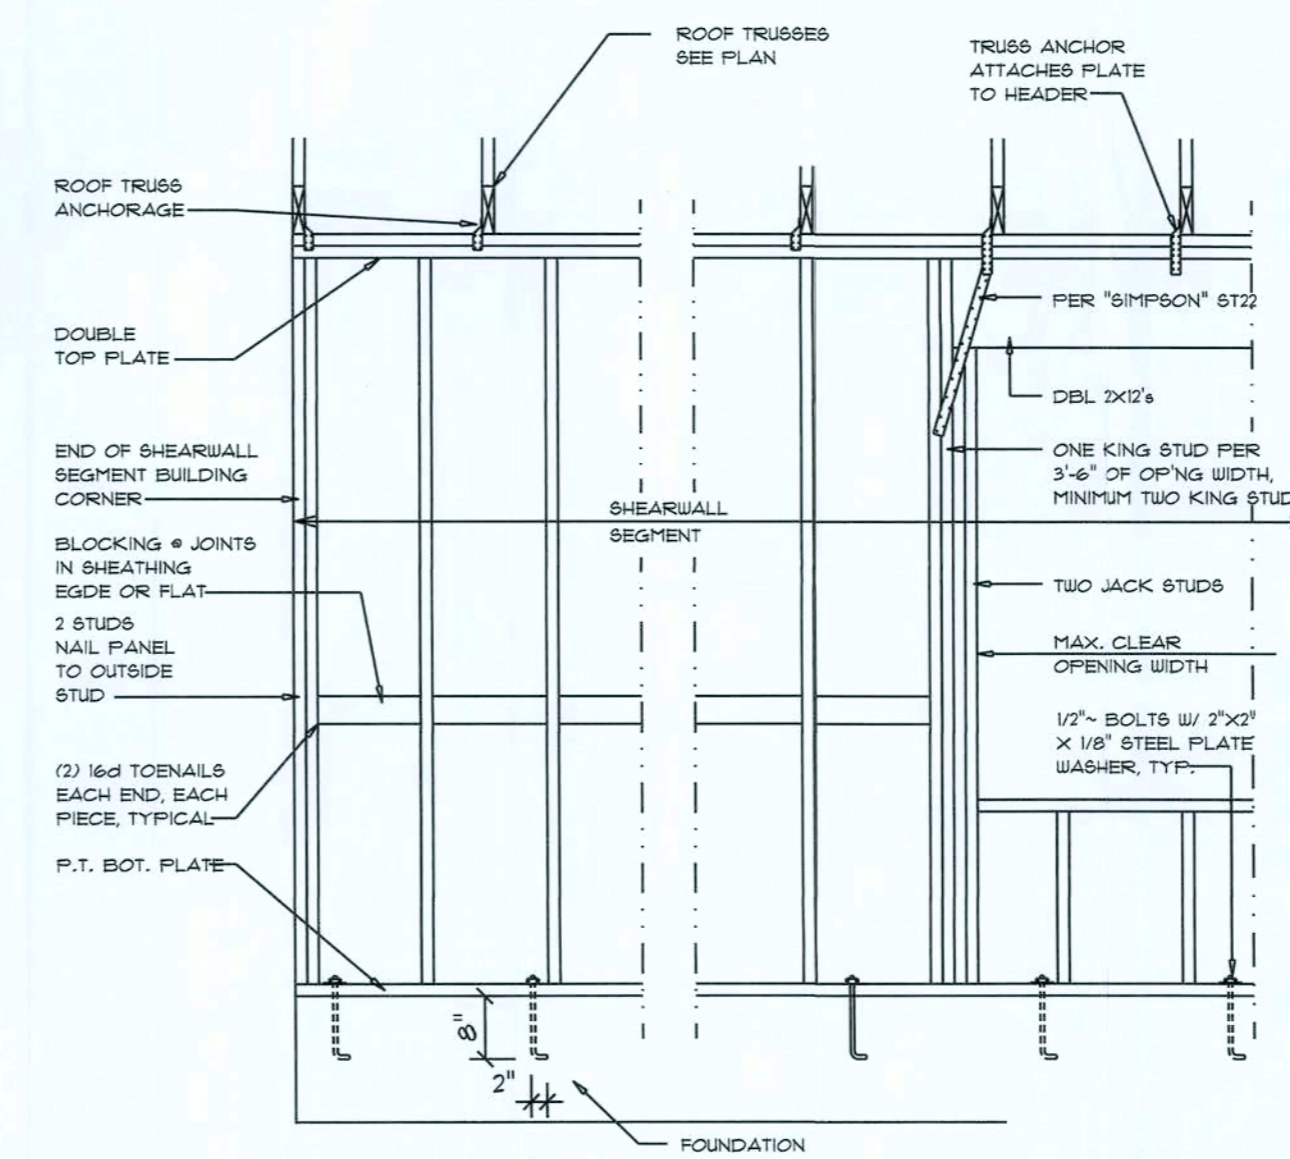 ROOF TRUSSES
SEE PLAN
TRUSS ANCHOR
ATTACHES PLATE
TO HEADER
ROOF TRUSS
ANCHORAGE
PER "SIMPSON" ST22
DOUBLE
TOP PLATE
DBL 2X12's
END OF SHEARWALL
SEGMENT BUILDING
CORNER
ONE KING STUD PER
3'-6" OF OP'NG WIDTH,
MINIMUM TWO KING STUD
SHEARWALL
SEGMENT
BLOCKING @ JOINTS
IN SHEATHING
EGDE OR FLAT
TWO JACK STUDS
2 STUDS
NAIL PANEL
TO OUTSIDE
STUD
MAX. CLEAR
OPENING WIDTH
1/2"~ BOLTS W/ 2"X2"
X 1/8" STEEL PLATE
WASHER, TYP.
(2) 16d TOENAILS
EACH END, EACH
PIECE, TYPICAL
P.T. BOT. PLATE
8"
2"
FOUNDATION